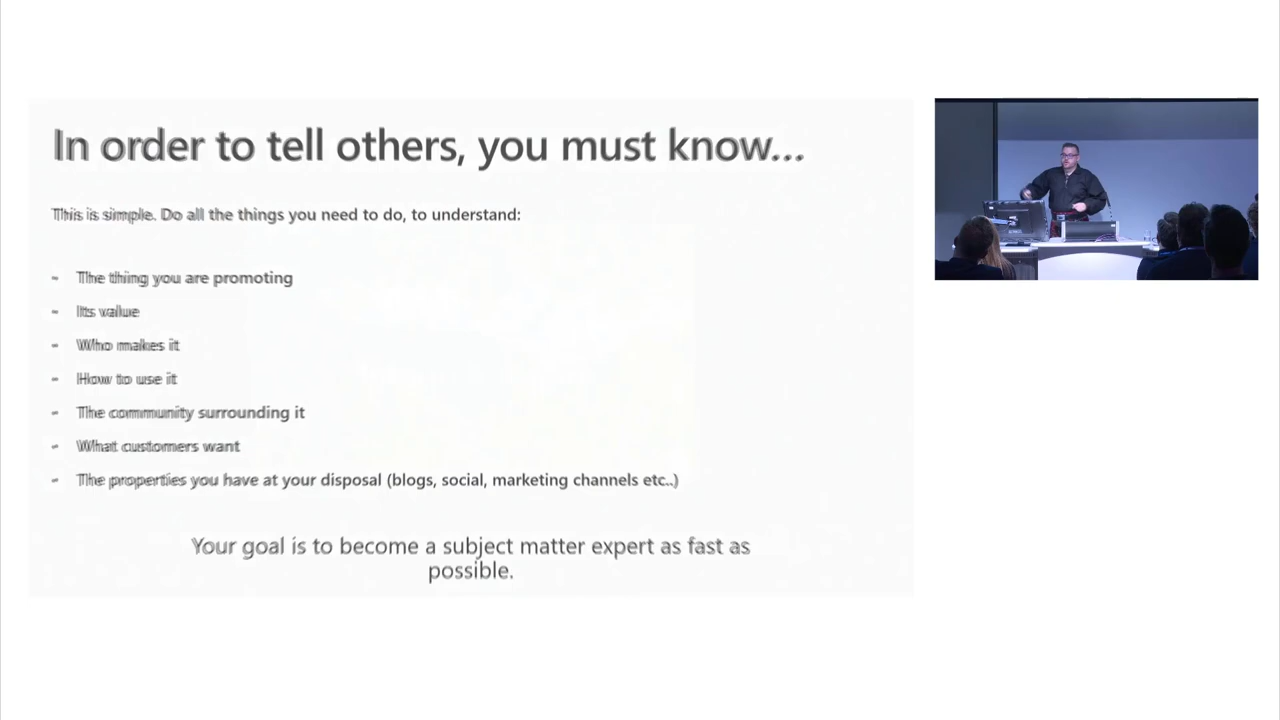 In order to tell others, you must know...
This is simple. Do all the things you need to do, to understand:
- The thing you are promoting
- Its value
- Who makes it
- How to use it
- The community surrounding it
- What customers want
- The properties you have at your disposal (blogs, social, marketing channels etc..)
Your goal is to become a subject matter expert as fast as
possible.